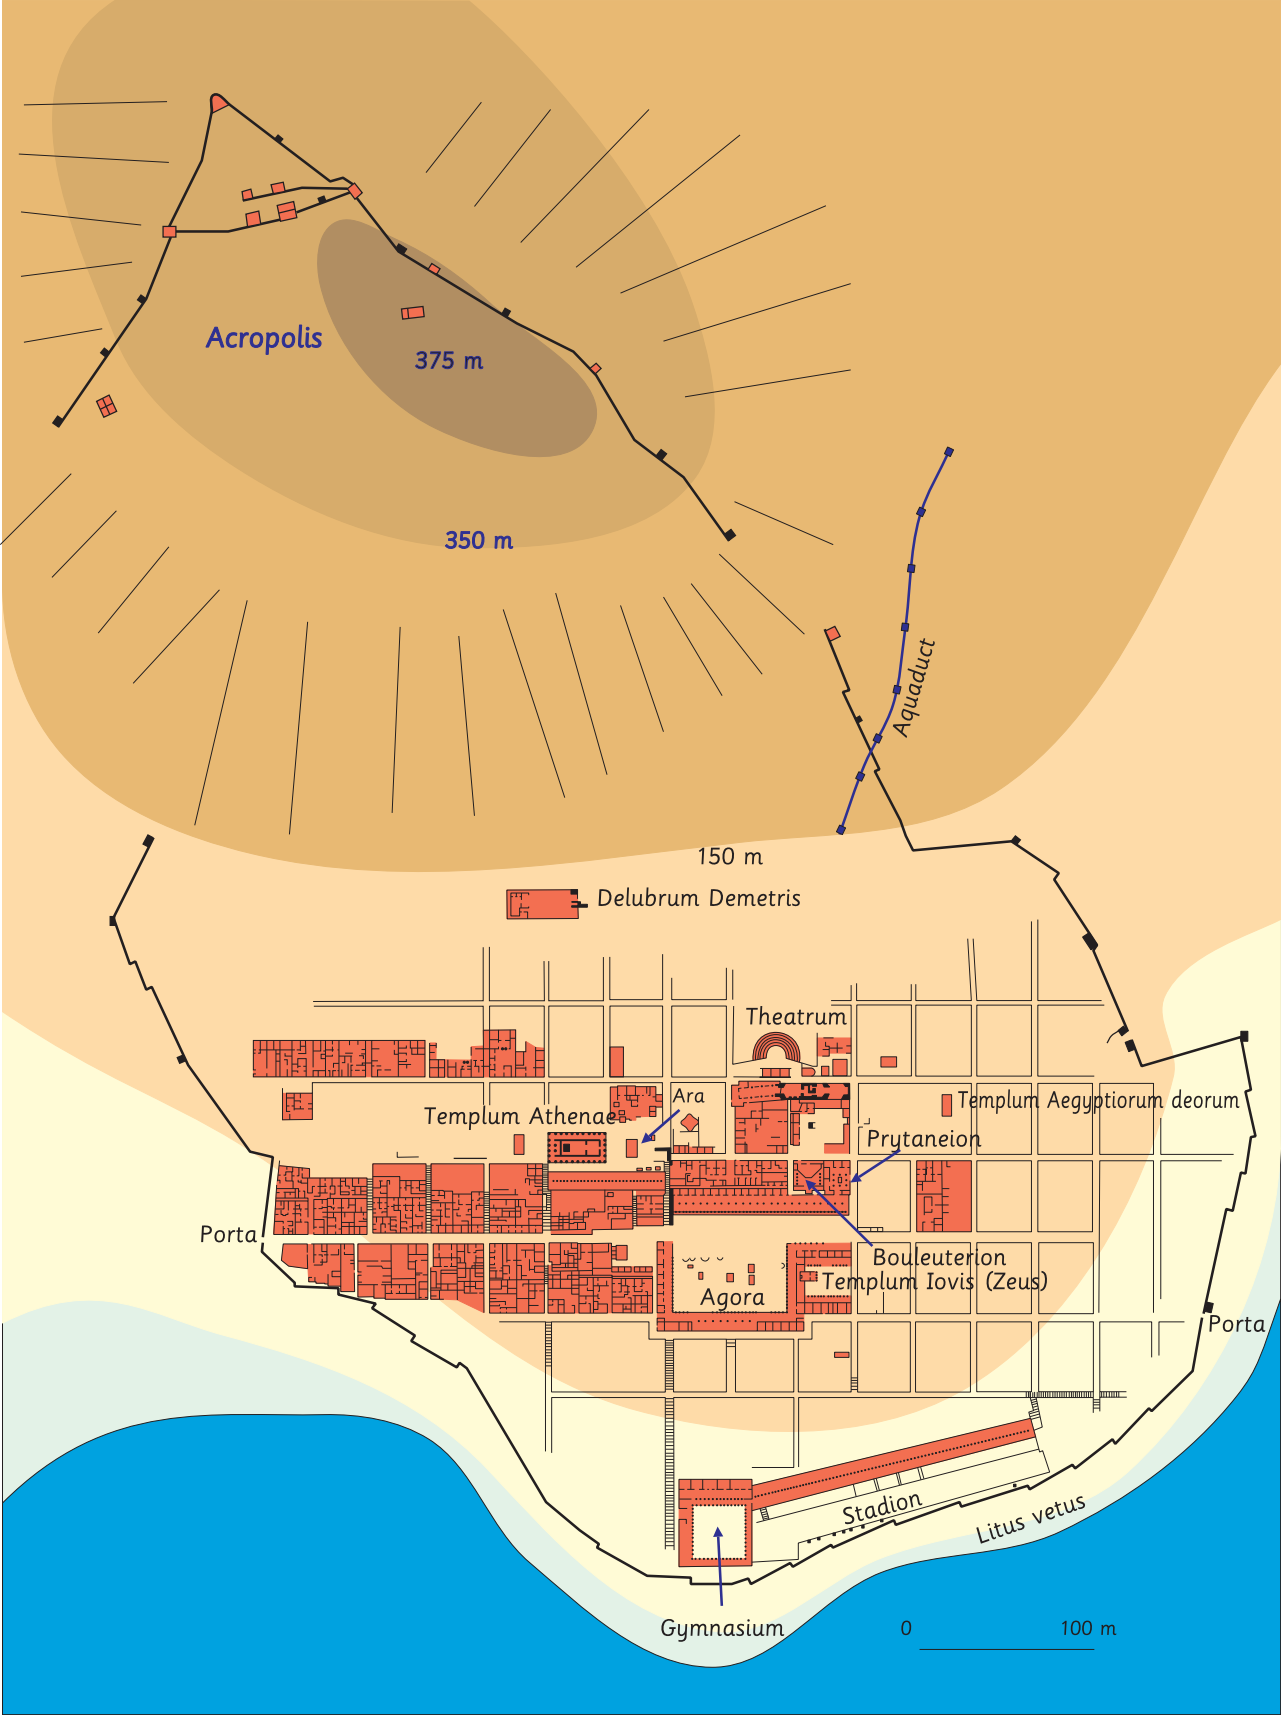 Acropolis
375 m
350 m
Aquaduct
150 m
Delubrum Demetris
Theatrum
Ara
Templum Athenae
Templum Aegyptiorum deorum
Prytaneion
Porta
Bouleuterion
Templum Iovis (Zeus)
Agora
Porta
Stadion
Litus vetus
Gymnasium
0 100 m